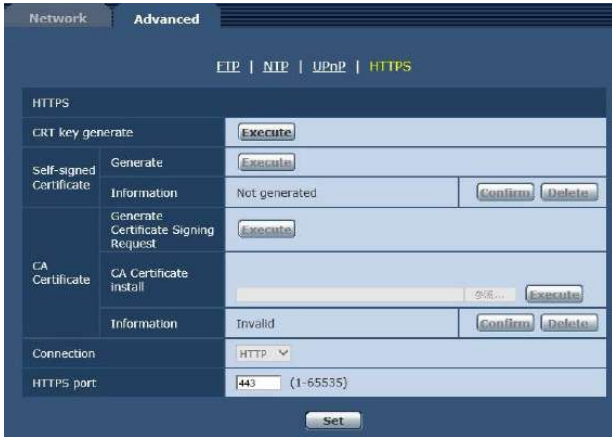 Network Advanced
FTP | NTP | UPnP | HTTPS
HTTPS
CRT key generate Execute
Self-signed Certificate
Generate Execute
Information Not generated Confirm Delete
CA Certificate
Generate Certificate Signing Request Execute
CA Certificate install Execute
Information Invalid Confirm Delete
Connection HTTP
HTTPS port 443 (1-65535)
Set